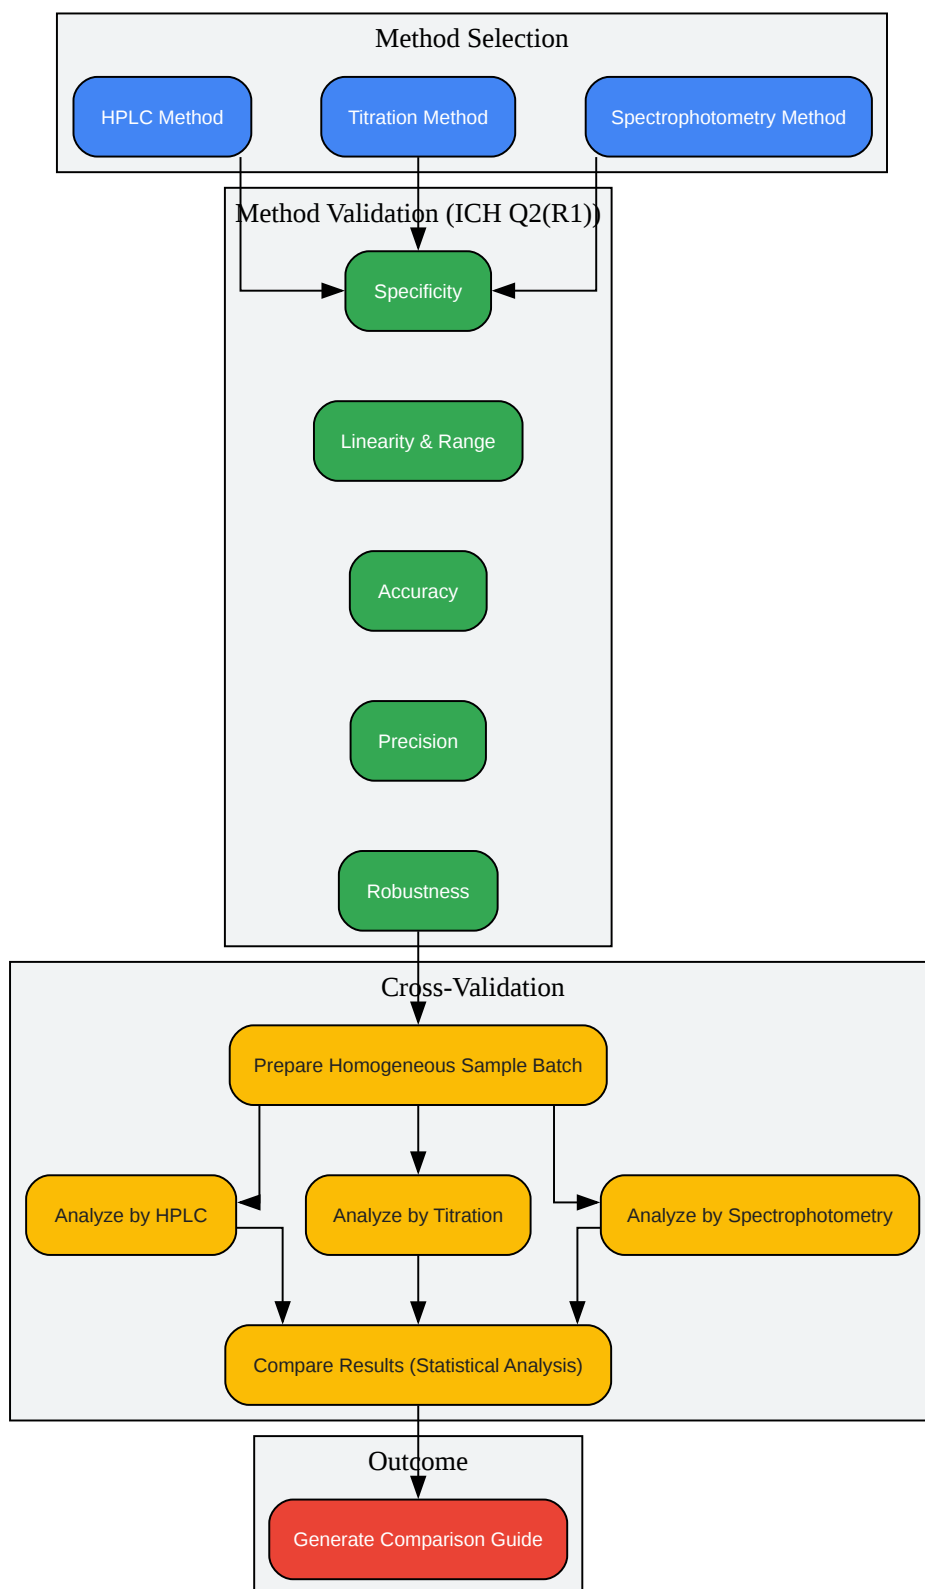 Method Selection
HPLC Method
Titration Method
Spectrophotometry Method
Method Validation (ICH Q2(R1))
Specificity
Linearity & Range
Accuracy
Precision
Robustness
Cross-Validation
Prepare Homogeneous Sample Batch
Analyze by HPLC
Analyze by Titration
Analyze by Spectrophotometry
Compare Results (Statistical Analysis)
Outcome
Generate Comparison Guide